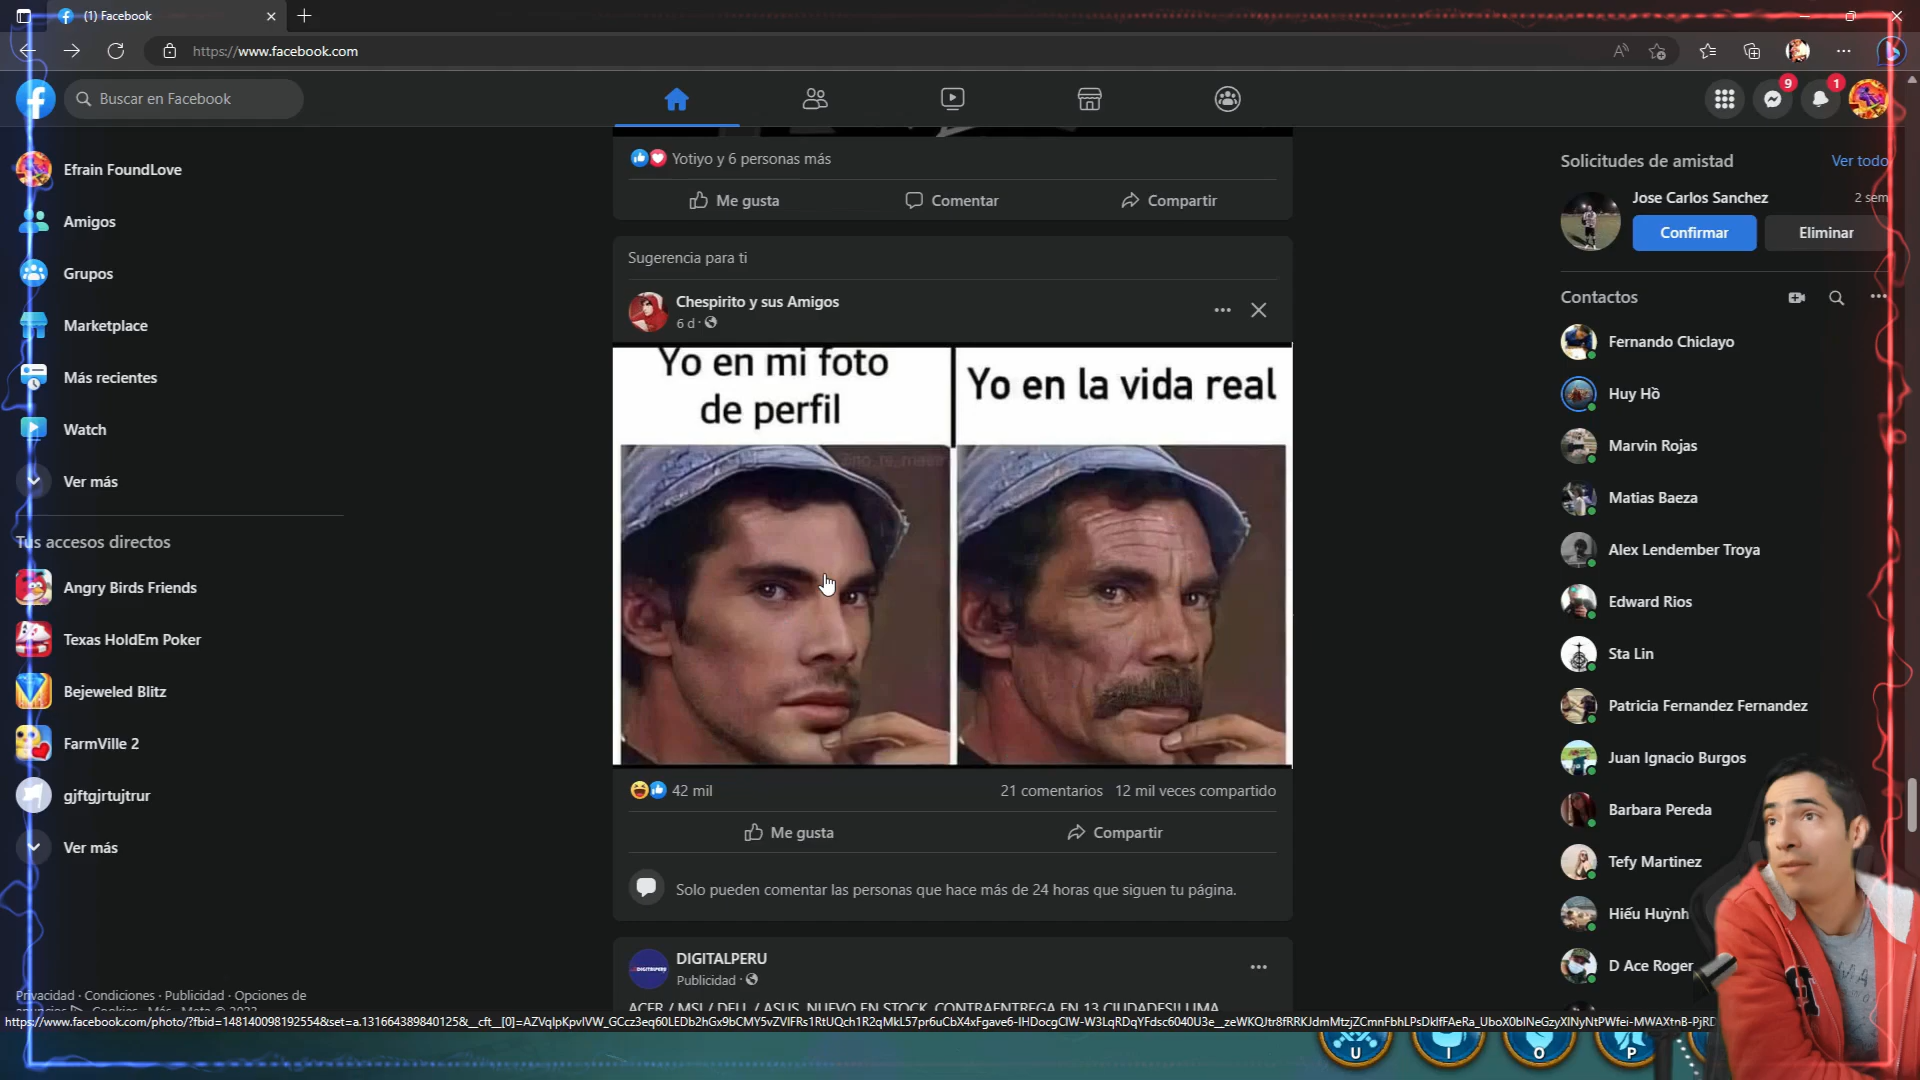 (1) Facebook
https://www.facebook.com
Buscar en Facebook
9
1
Efrain FoundLove
Amigos
Grupos
Marketplace
Más recientes
Watch
Ver más
Tus accesos directos
Angry Birds Friends
Texas HoldEm Poker
Bejeweled Blitz
FarmVille 2
gjftgjrtujtrur
Ver más
Privacidad · Condiciones · Publicidad · Opciones de
Yotiyo y 6 personas más
Me gusta
Comentar
Compartir
Sugerencia para ti
Chespirito y sus Amigos
6 d ·
Yo en mi foto
de perfil
Yo en la vida real
42 mil
21 comentarios
12 mil veces compartido
Me gusta
Compartir
Solo pueden comentar las personas que hace más de 24 horas que siguen tu página.
DIGITALPERU
Publicidad ·
ACER / MSI / DELL / ASUS NUEVO EN STOCK CONTRAENTREGA EN 13 CIUDADES
Solicitudes de amistad
Ver todo
Jose Carlos Sanchez
2 sem
Confirmar
Eliminar
Contactos
Fernando Chiclayo
Huy Hồ
Marvin Rojas
Matias Baeza
Alex Lendember Troya
Edward Rios
Sta Lin
Patricia Fernandez Fernandez
Juan Ignacio Burgos
Barbara Pereda
Tefy Martinez
Hiếu Huỳnh
D Ace Roger
U
I
O
P